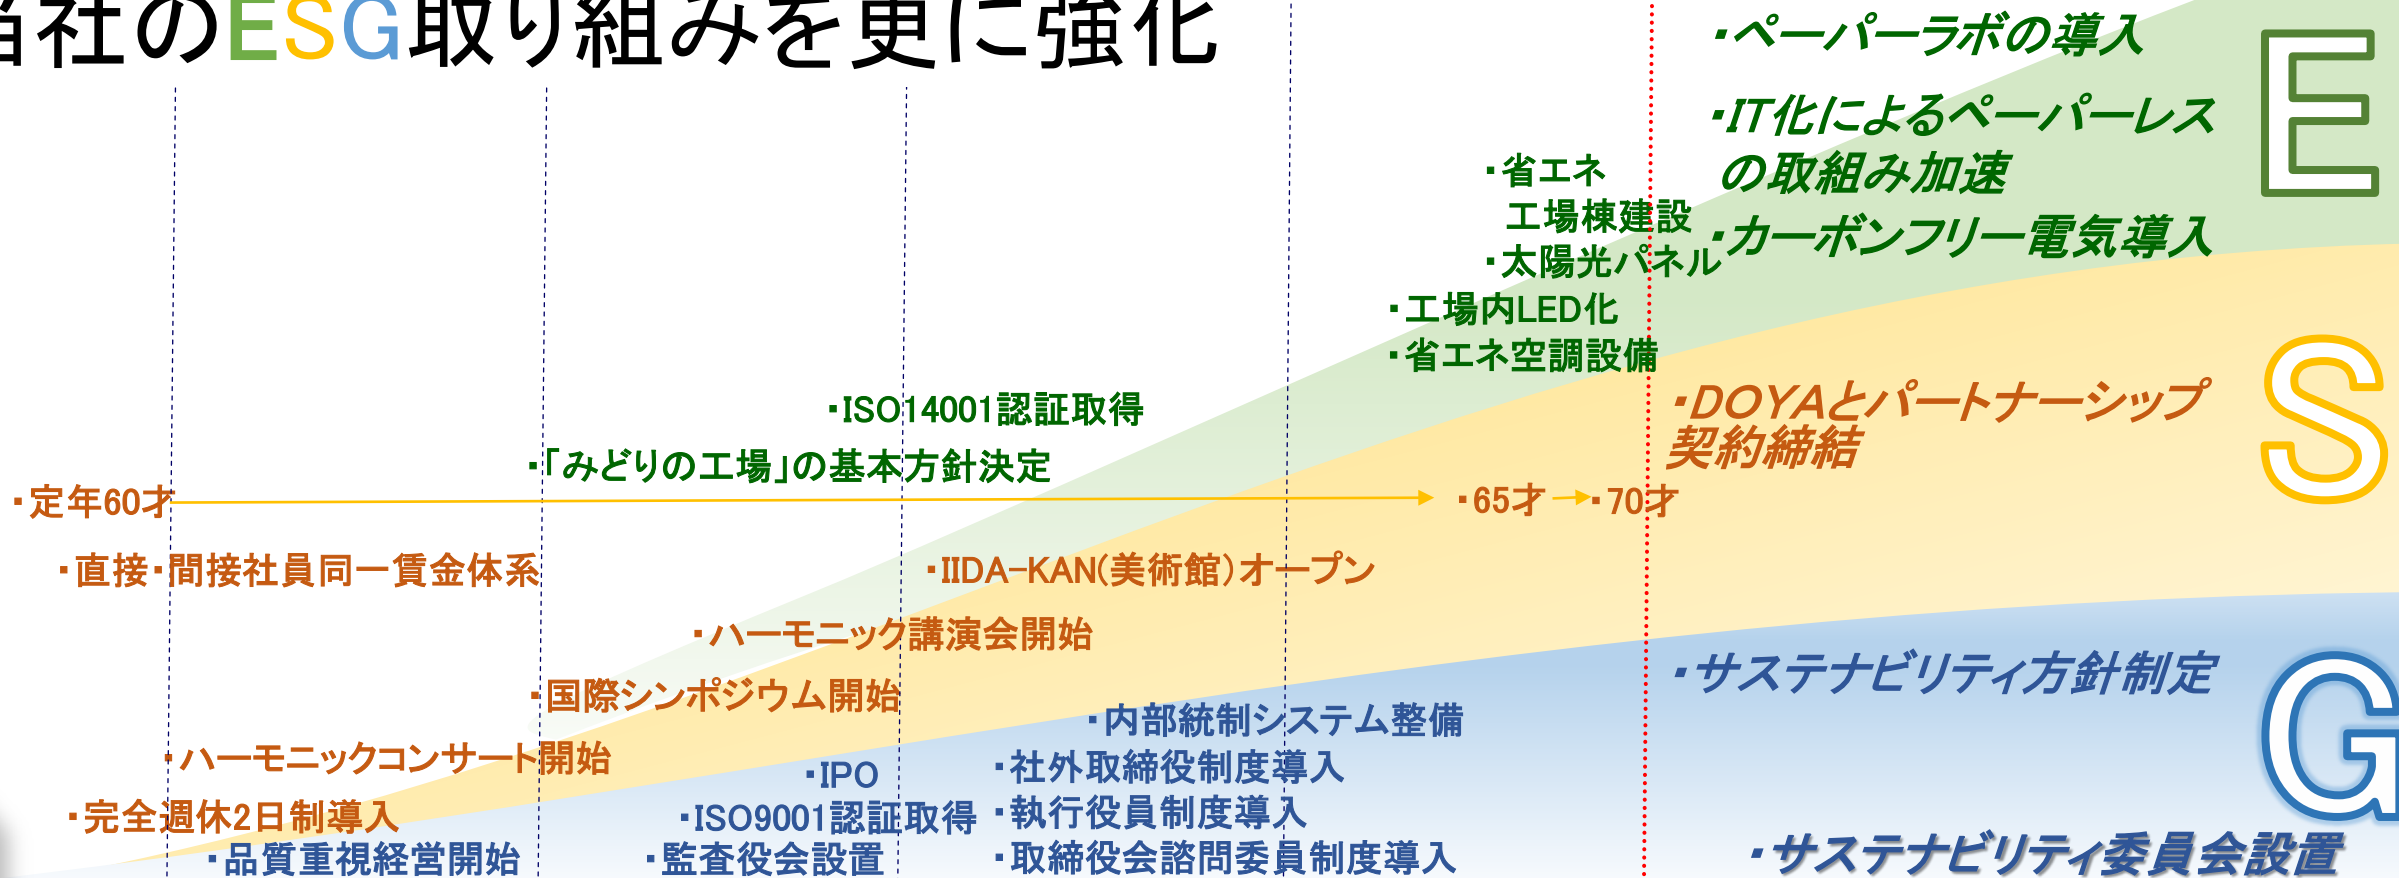 当社のESG取り組みを更に強化
・ペーパーラボの導入
・IT化によるペーパーレス
の取組み加速
・カーボンフリー電気導入
E
・省エネ
工場棟建設
・太陽光パネル
・工場内LED化
・省エネ空調設備
・ISO14001認証取得
・「みどりの工場」の基本方針決定
・DOYAとパートナーシップ
契約締結
S
・定年60才
・65才
・70才
・直接・間接社員同一賃金体系
・IIDA-KAN(美術館)オープン
・ハーモニック講演会開始
・国際シンポジウム開始
・ハーモニックコンサート開始
・完全週休2日制導入
・サステナビリティ方針制定
G
・内部統制システム整備
・社外取締役制度導入
・IPO
・執行役員制度導入
・ISO9001認証取得
・取締役会諮問委員制度導入
・監査役会設置
・品質重視経営開始
・サステナビリティ委員会設置